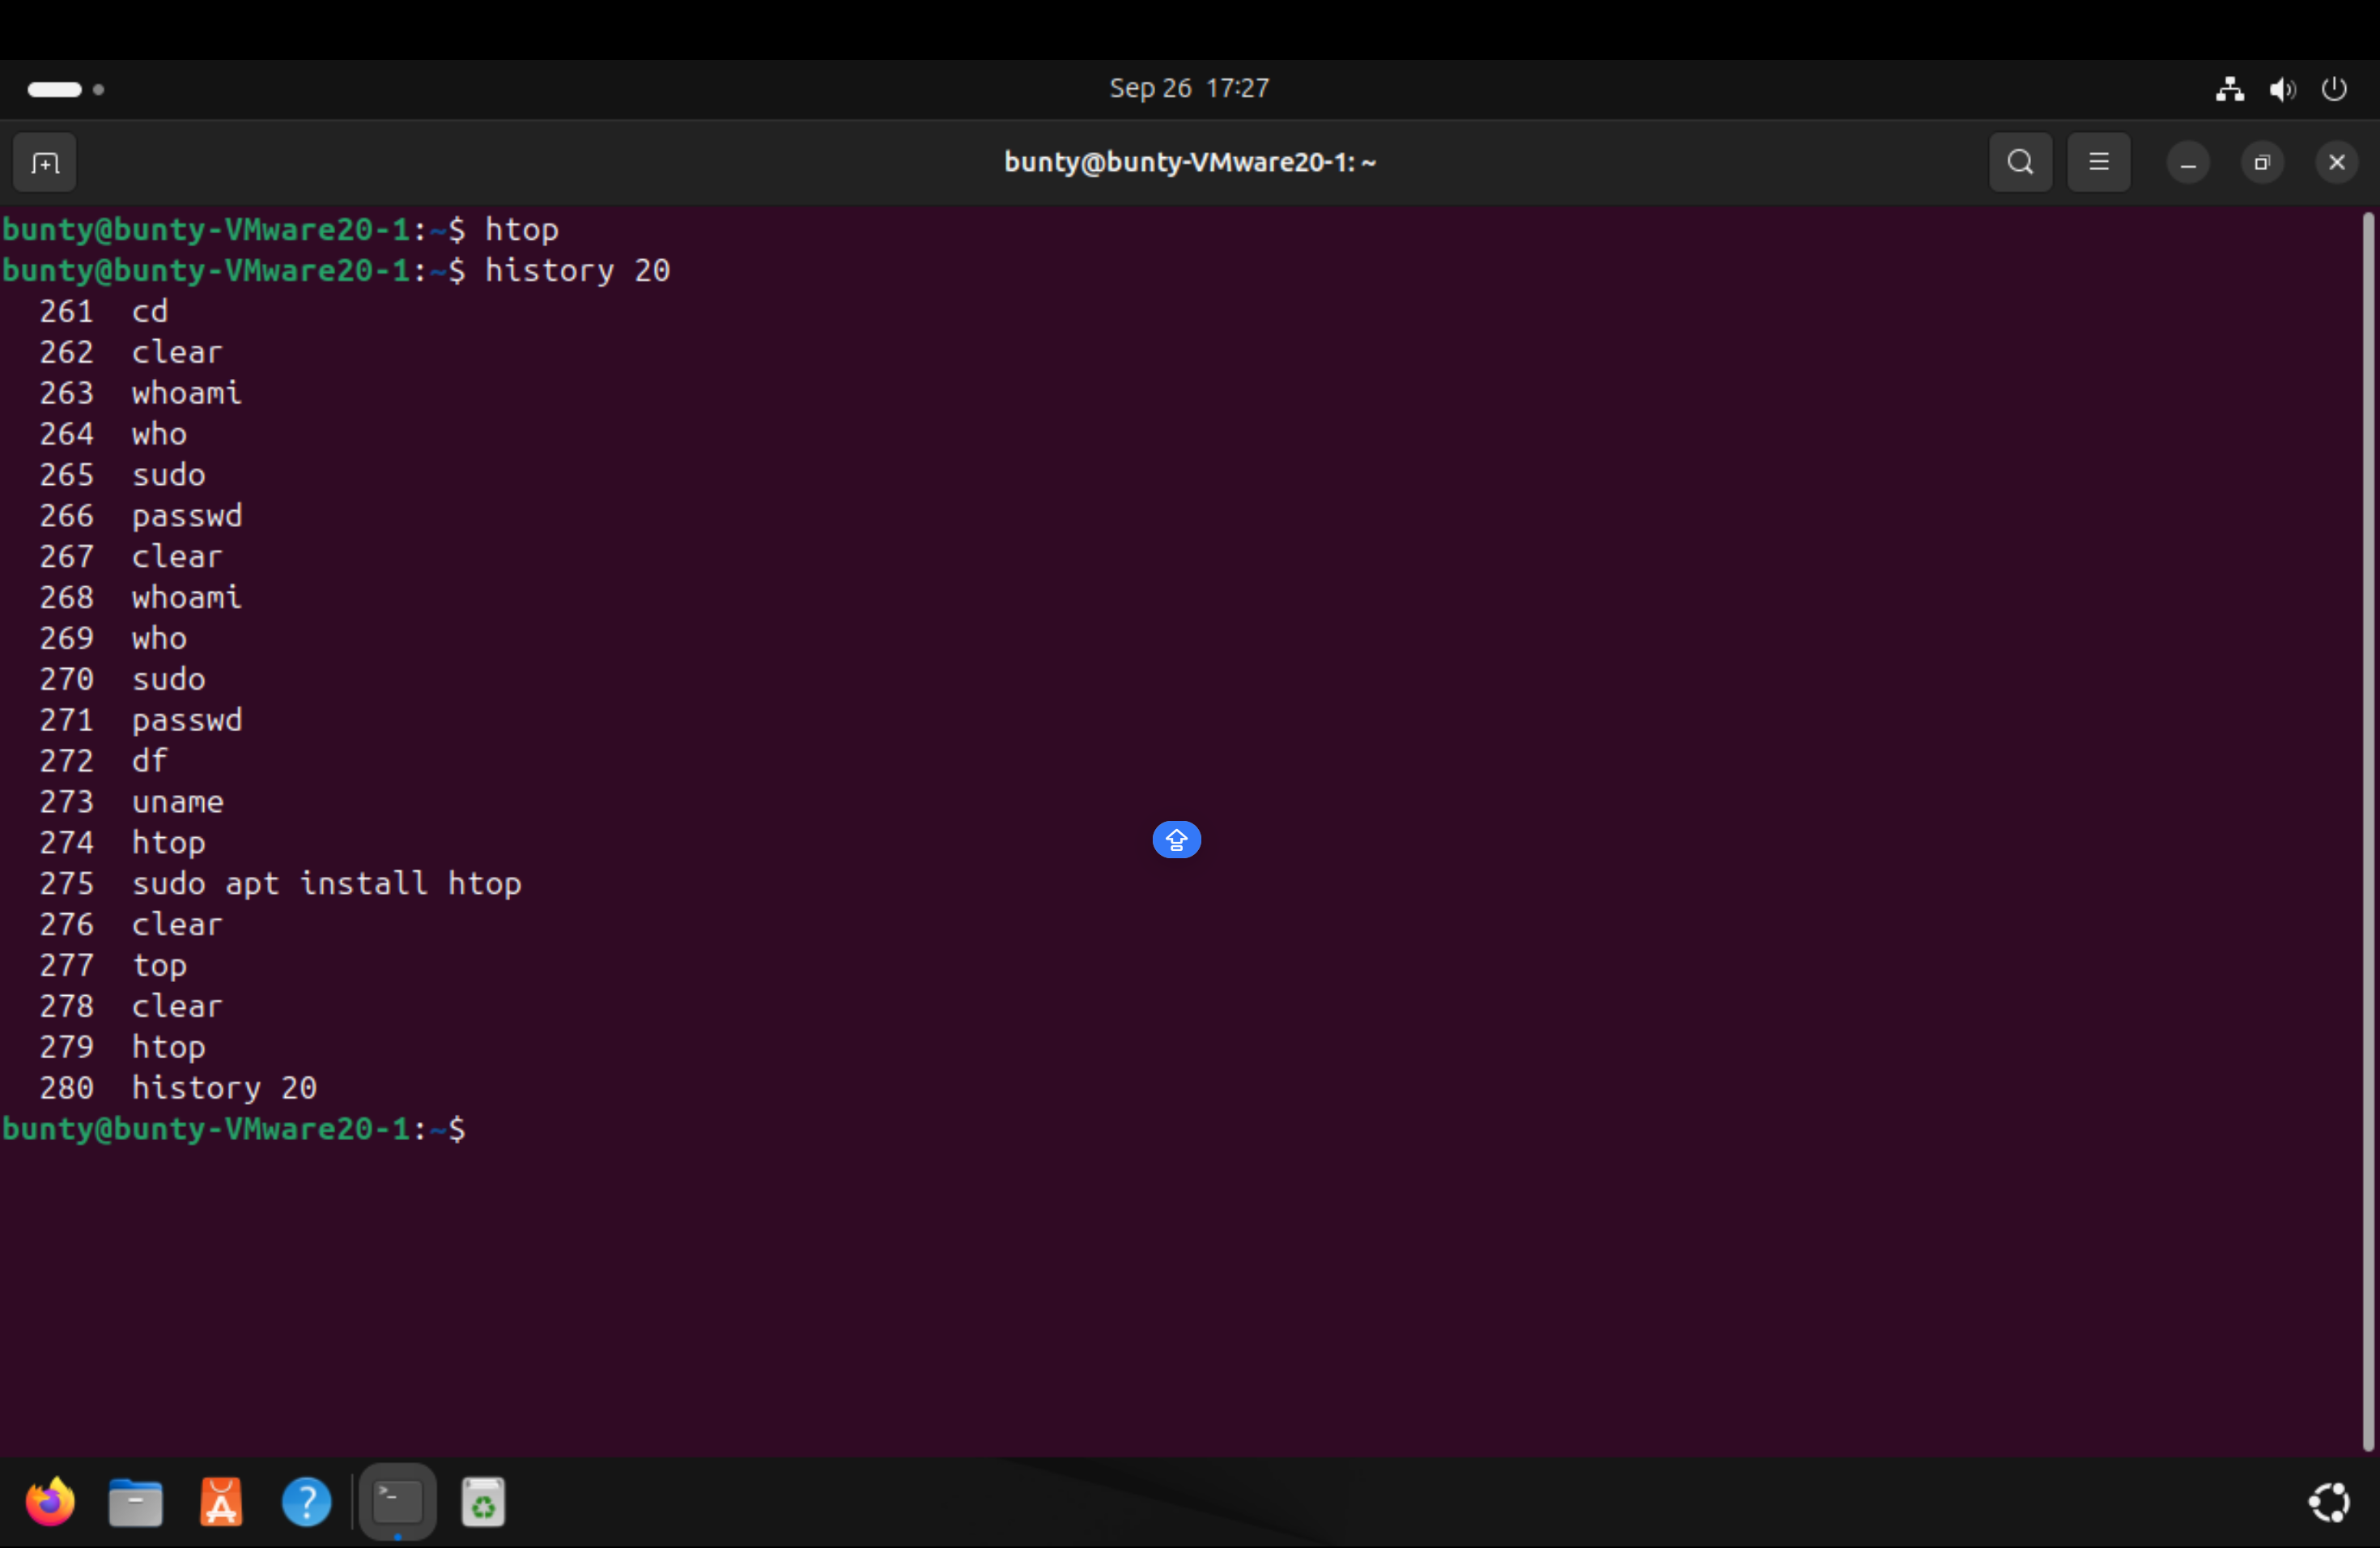 Sep 26 17:27
bunty@bunty-VMware20-1: ~
bunty@bunty-VMware20-1:~$ htop
bunty@bunty-VMware20-1:~$ history 20
261 cd
262 clear
263 whoami
264 who
265 sudo
266 passwd
267 clear
268 whoami
269 who
270 sudo
271 passwd
272 df
273 uname
274 htop
275 sudo apt install htop
276 clear
277 top
278 clear
279 htop
280 history 20
bunty@bunty-VMware20-1:~$